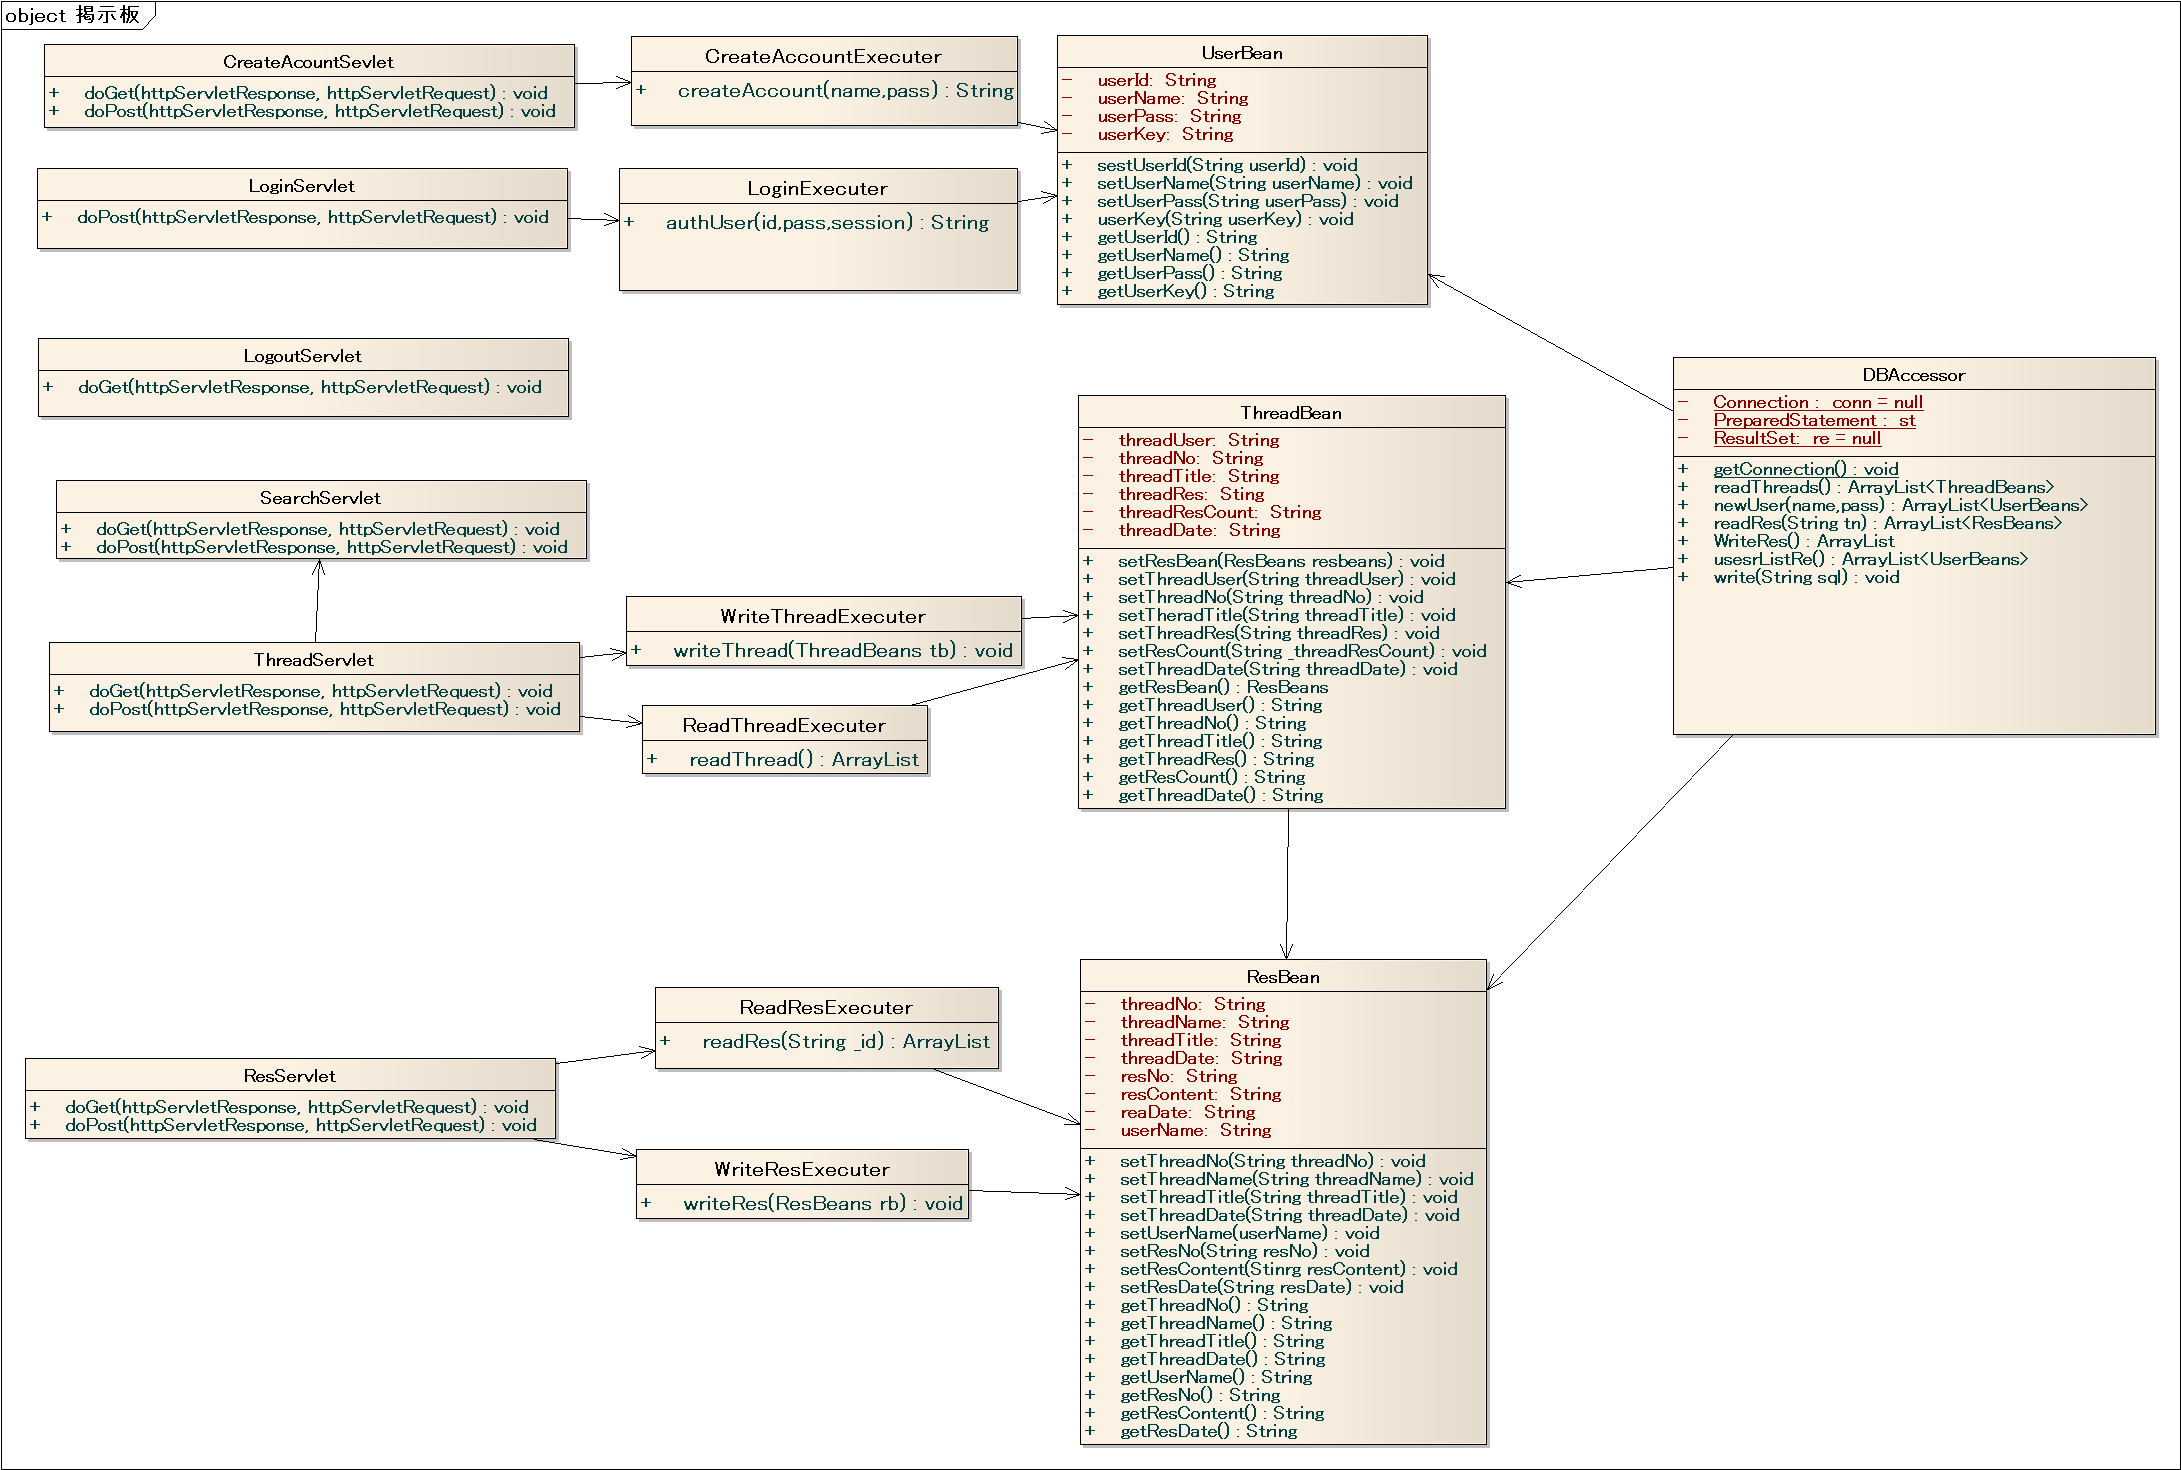 object 掲示板
CreateAcountSevlet
+ doGet(httpServletResponse, httpServletRequest) : void
+ doPost(httpServletResponse, httpServletRequest) : void
CreateAccountExecuter
+ createAccount(name,pass) : String
UserBean
- userId: String
- userName: String
- userPass: String
- userKey: String
+ sestUserId(String userId) : void
+ setUserName(String userName) : void
+ setUserPass(String userPass) : void
+ userKey(String userKey) : void
+ getUserId() : String
+ getUserName() : String
+ getUserPass() : String
+ getUserKey() : String
LoginServlet
+ doPost(httpServletResponse, httpServletRequest) : void
LoginExecuter
+ authUser(id,pass,session) : String
LogoutServlet
+ doGet(httpServletResponse, httpServletRequest) : void
DBAccessor
- Connection : conn = null
- PreparedStatement : st
- ResultSet: re = null
+ getConnection() : void
+ readThreads() : ArrayList<ThreadBeans>
+ newUser(name,pass) : ArrayList<UserBeans>
+ readRes(String tn) : ArrayList<ResBeans>
+ WriteRes() : ArrayList
+ usesrListRe() : ArrayList<UserBeans>
+ write(String sql) : void
ThreadBean
- threadUser: String
- threadNo: String
- threadTitle: String
- threadRes: Sting
- threadResCount: String
- threadDate: String
+ setResBean(ResBeans resbeans) : void
+ setThreadUser(String threadUser) : void
+ setThreadNo(String threadNo) : void
+ setTheradTitle(String threadTitle) : void
+ setThreadRes(String threadRes) : void
+ setResCount(String _threadResCount) : void
+ setThreadDate(String threadDate) : void
+ getResBean() : ResBeans
+ getThreadUser() : String
+ getThreadNo() : String
+ getThreadTitle() : String
+ getThreadRes() : String
+ getResCount() : String
+ getThreadDate() : String
SearchServlet
+ doGet(httpServletResponse, httpServletRequest) : void
+ doPost(httpServletResponse, httpServletRequest) : void
WriteThreadExecuter
+ writeThread(ThreadBeans tb) : void
ThreadServlet
+ doGet(httpServletResponse, httpServletRequest) : void
+ doPost(httpServletResponse, httpServletRequest) : void
ReadThreadExecuter
+ readThread() : ArrayList
ResBean
- threadNo: String
- threadName: String
- threadTitle: String
- threadDate: String
- resNo: String
- resContent: String
- reaDate: String
- userName: String
+ setThreadNo(String threadNo) : void
+ setThreadName(String threadName) : void
+ setThreadTitle(String threadTitle) : void
+ setThreadDate(String threadDate) : void
+ setUserName(userName) : void
+ setResNo(String resNo) : void
+ setResContent(Stinrg resContent) : void
+ setResDate(String resDate) : void
+ getThreadNo() : String
+ getThreadName() : String
+ getThreadTitle() : String
+ getThreadDate() : String
+ getUserName() : String
+ getResNo() : String
+ getResContent() : String
+ getResDate() : String
ReadResExecuter
+ readRes(String _id) : ArrayList
ResServlet
+ doGet(httpServletResponse, httpServletRequest) : void
+ doPost(httpServletResponse, httpServletRequest) : void
WriteResExecuter
+ writeRes(ResBeans rb) : void